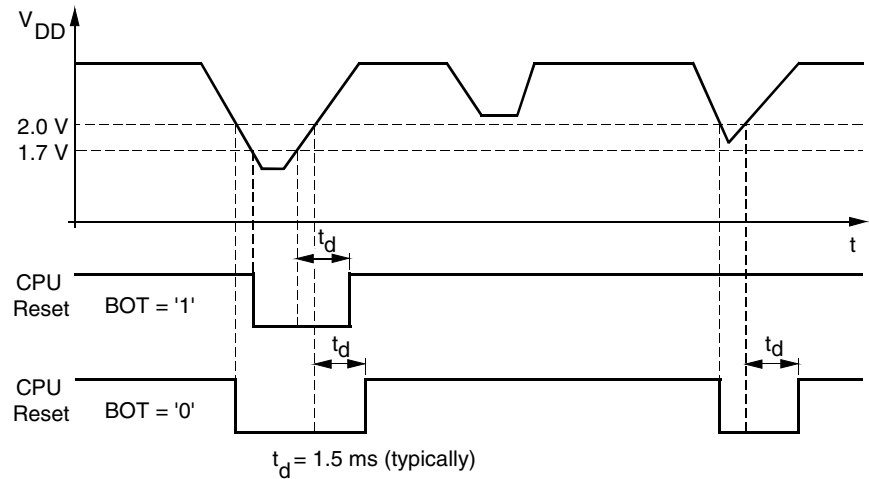 V_DD
2.0 V
1.7 V
t
t_d
CPU
Reset
BOT = '1'
t_d
t_d
CPU
Reset
BOT = '0'
t_d = 1.5 ms (typically)